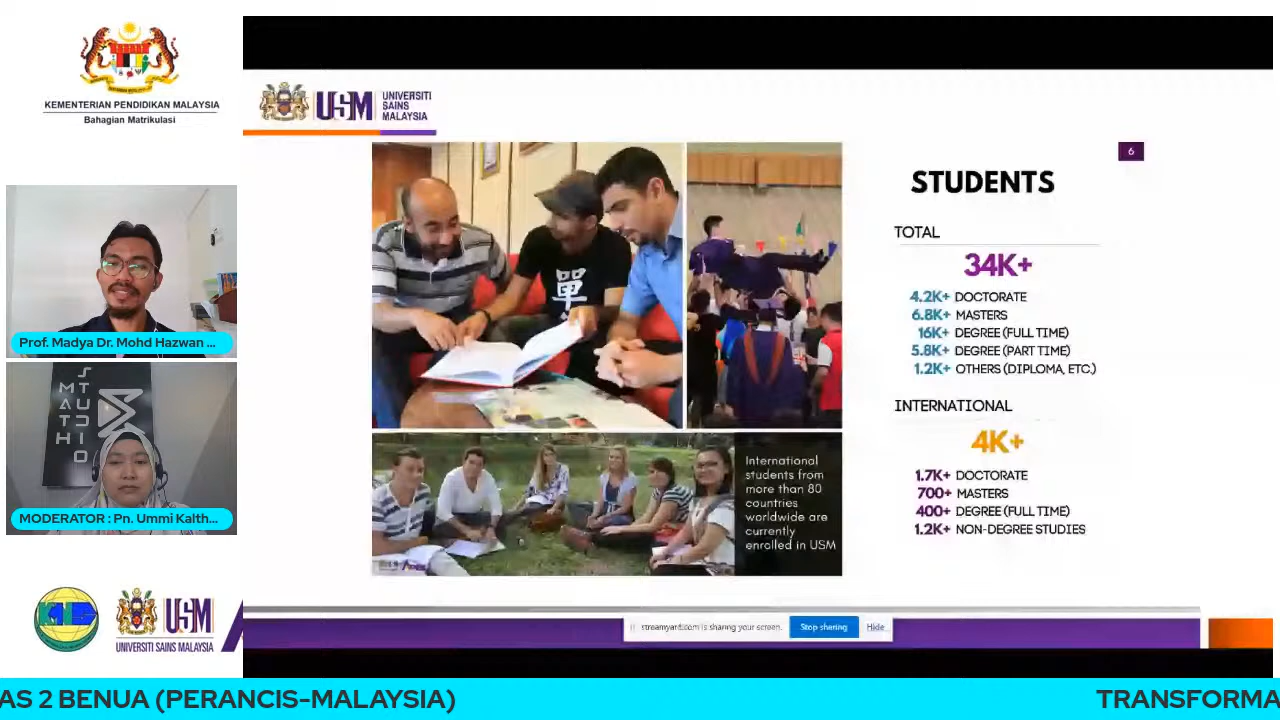 KEMENTERIAN PENDIDIKAN MALAYSIA
Bahagian Matrikulasi
Prof. Madya Dr. Mohd Hazwan ...
MATH
STUDIO
MODERATOR : Pn. Ummi Kalth...
USM
UNIVERSITI SAINS MALAYSIA
USM
UNIVERSITI
SAINS
MALAYSIA
單
International
students from
more than 80
countries
worldwide are
currently
enrolled in USM
6
STUDENTS
TOTAL
34K+
4.2K+ DOCTORATE
6.8K+ MASTERS
16K+ DEGREE (FULL TIME)
5.8K+ DEGREE (PART TIME)
1.2K+ OTHERS (DIPLOMA, ETC.)
INTERNATIONAL
4K+
1.7K+ DOCTORATE
700+ MASTERS
400+ DEGREE (FULL TIME)
1.2K+ NON-DEGREE STUDIES
streamyard.com is sharing your screen. Stop sharing Hide
AS 2 BENUA (PERANCIS-MALAYSIA) TRANSFORMA